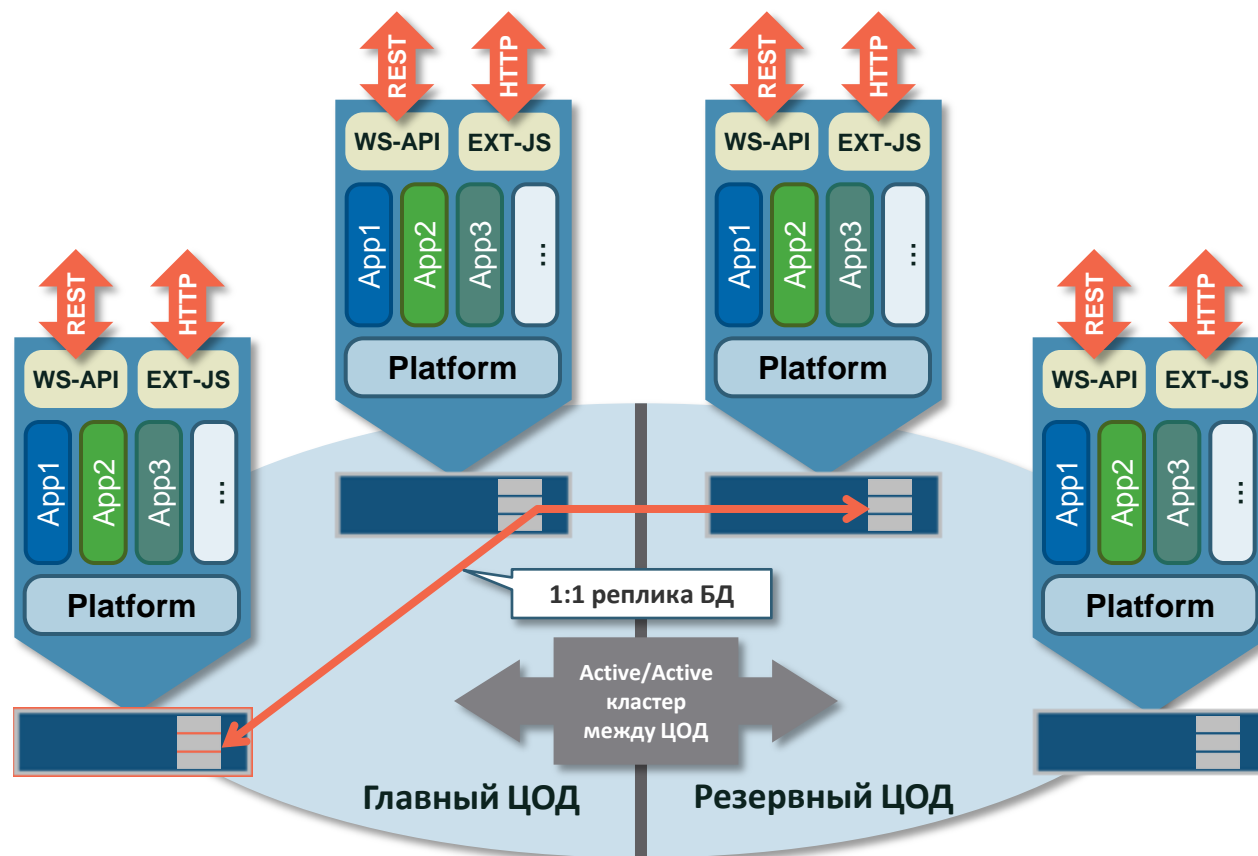 REST
HTTP
WS-API
EXT-JS
App1
App2
App3
...
Platform
REST
HTTP
WS-API
EXT-JS
App1
App2
App3
...
Platform
REST
HTTP
WS-API
EXT-JS
App1
App2
App3
...
Platform
REST
HTTP
WS-API
EXT-JS
App1
App2
App3
...
Platform
1:1 реплика БД
Active/Active
кластер
между ЦОД
Главный ЦОД
Резервный ЦОД